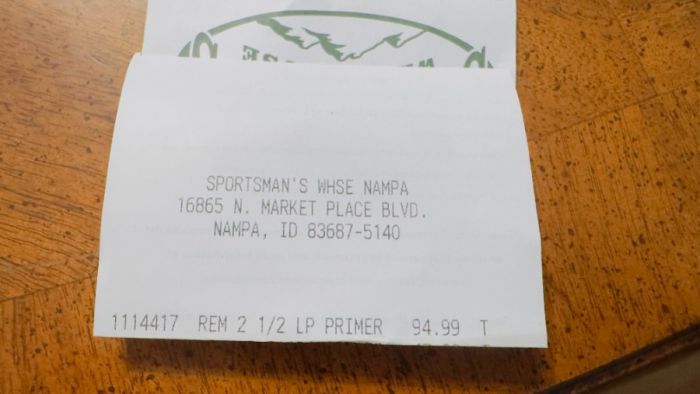 SPORTSMAN'S WHSE NAMPA
16865 N. MARKET PLACE BLVD.
NAMPA, ID 83687-5140
1114417 REM 2 1/2 LP PRIMER 94.99 T